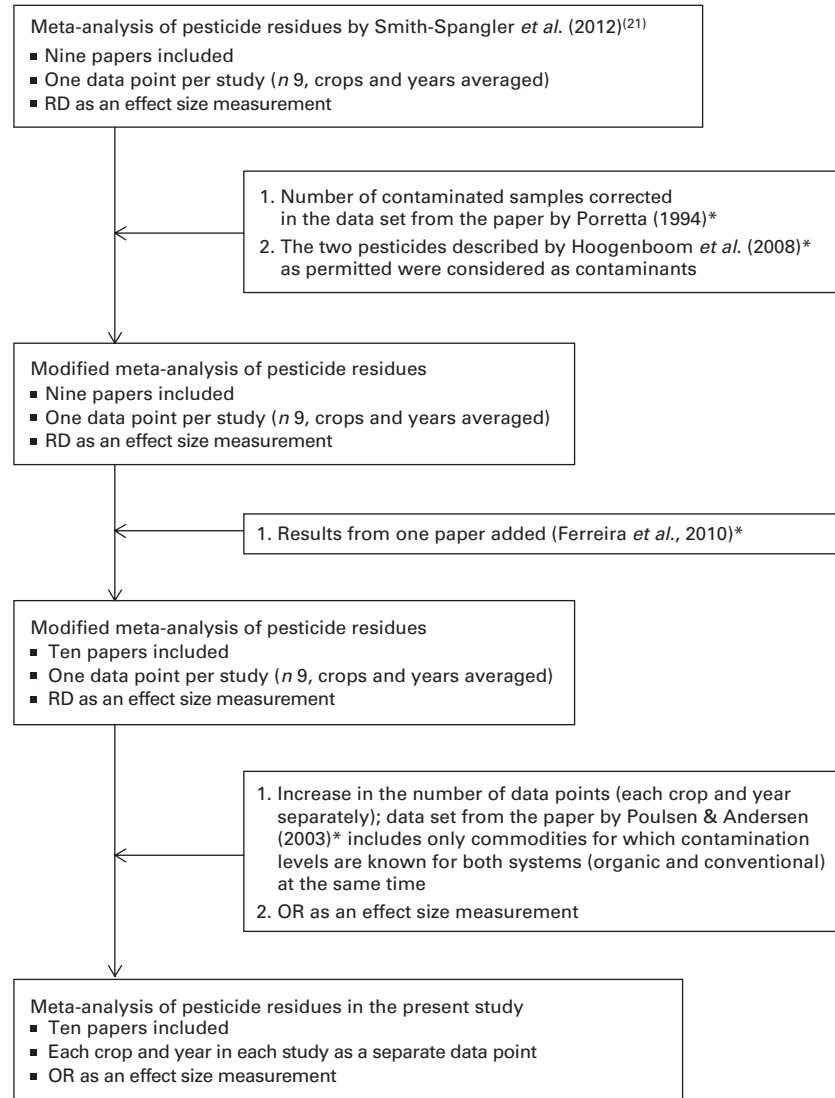 Meta-analysis of pesticide residues by Smith-Spangler et al. (2012)(21)
▪ Nine papers included
▪ One data point per study (n 9, crops and years averaged)
▪ RD as an effect size measurement
1. Number of contaminated samples corrected
in the data set from the paper by Porretta (1994)*
2. The two pesticides described by Hoogenboom et al. (2008)*
as permitted were considered as contaminants
Modified meta-analysis of pesticide residues
▪ Nine papers included
▪ One data point per study (n 9, crops and years averaged)
▪ RD as an effect size measurement
1. Results from one paper added (Ferreira et al., 2010)*
Modified meta-analysis of pesticide residues
▪ Ten papers included
▪ One data point per study (n 9, crops and years averaged)
▪ RD as an effect size measurement
1. Increase in the number of data points (each crop and year
separately); data set from the paper by Poulsen & Andersen
(2003)* includes only commodities for which contamination
levels are known for both systems (organic and conventional)
at the same time
2. OR as an effect size measurement
Meta-analysis of pesticide residues in the present study
▪ Ten papers included
▪ Each crop and year in each study as a separate data point
▪ OR as an effect size measurement